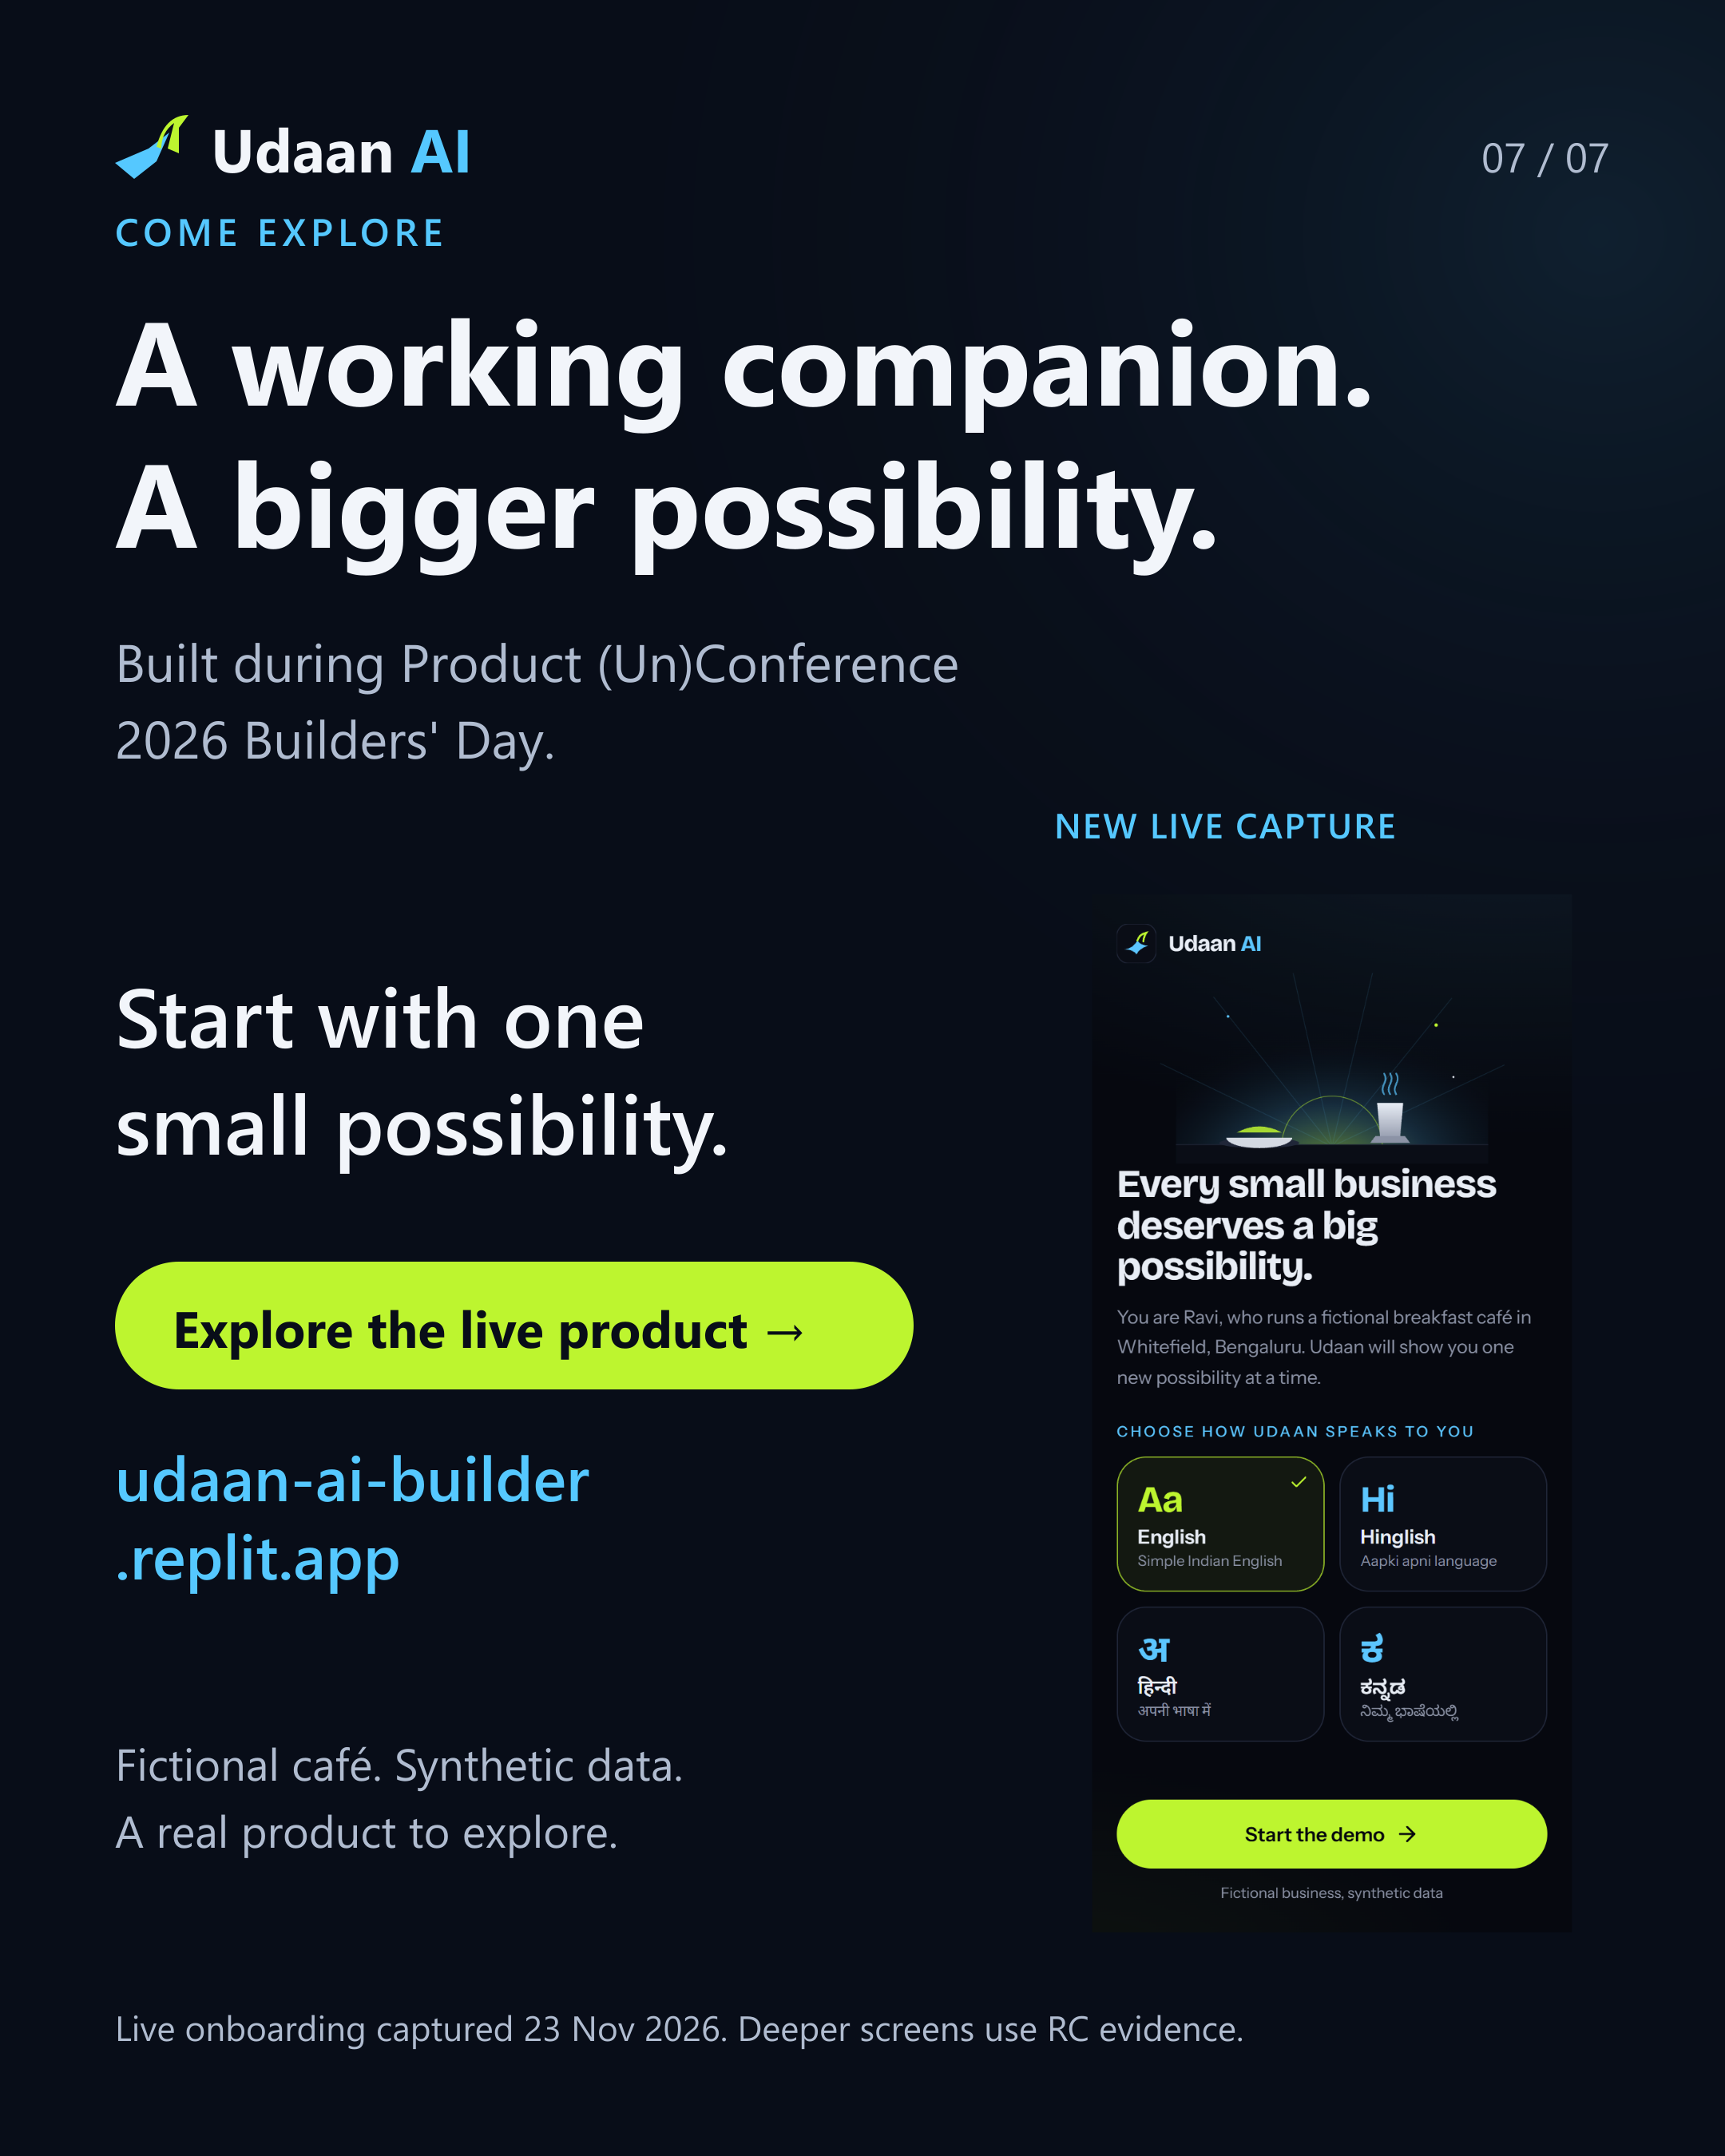 Udaan AI
07 / 07
COME EXPLORE
A working companion.
A bigger possibility.
Built during Product (Un)Conference
2026 Builders' Day.
NEW LIVE CAPTURE
Start with one
small possibility.
Explore the live product →
udaan-ai-builder
.replit.app
Fictional café. Synthetic data.
A real product to explore.
Udaan AI
Every small business
deserves a big
possibility.
You are Ravi, who runs a fictional breakfast café in
Whitefield, Bengaluru. Udaan will show you one
new possibility at a time.
CHOOSE HOW UDAAN SPEAKS TO YOU
Aa
English
Simple Indian English
Hi
Hinglish
Aapki apni language
अ
हिन्दी
अपनी भाषा में
ಕ
ಕನ್ನಡ
ನಿಮ್ಮ ಭಾಷೆಯಲ್ಲಿ
Start the demo →
Fictional business, synthetic data
Live onboarding captured 23 Nov 2026. Deeper screens use RC evidence.